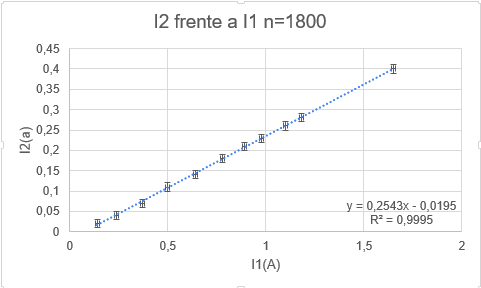 I2 frente a I1 n=1800
0,45
0,4
0,35
0,3
0,25
0,2
0,15
0,1
0,05
0
I2(a)
y = 0,2543x - 0,0195
R² = 0,9995
0 0,5 1 1,5 2
I1(A)